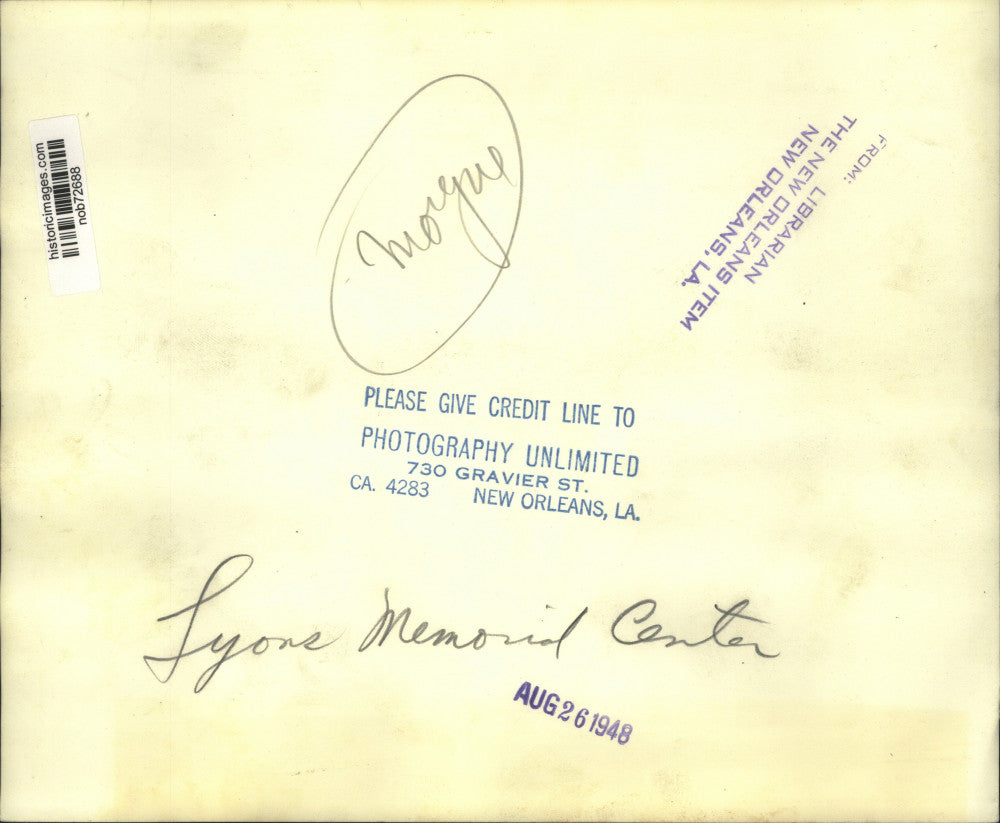 historicimages.com
nob72688
Morgue
FROM:
LIBRARIAN
THE NEW ORLEANS ITEM
NEW ORLEANS, LA.
PLEASE GIVE CREDIT LINE TO
PHOTOGRAPHY UNLIMITED
730 GRAVIER ST.
CA. 4283 NEW ORLEANS, LA.
Lyons Memorial Center
AUG 26 1948